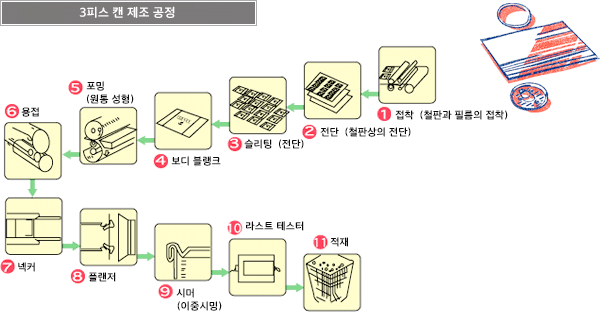 3피스 캔 제조 공정
1 접착 (철판과 필름의 접착)
2 전단 (철판상의 전단)
3 슬리팅 (전단)
4 보디 블랭크
5 포밍
(원통 성형)
6 용접
7 넥커
8 플랜저
9 시머
(이중시밍)
10 라스트 테스터
11 적재